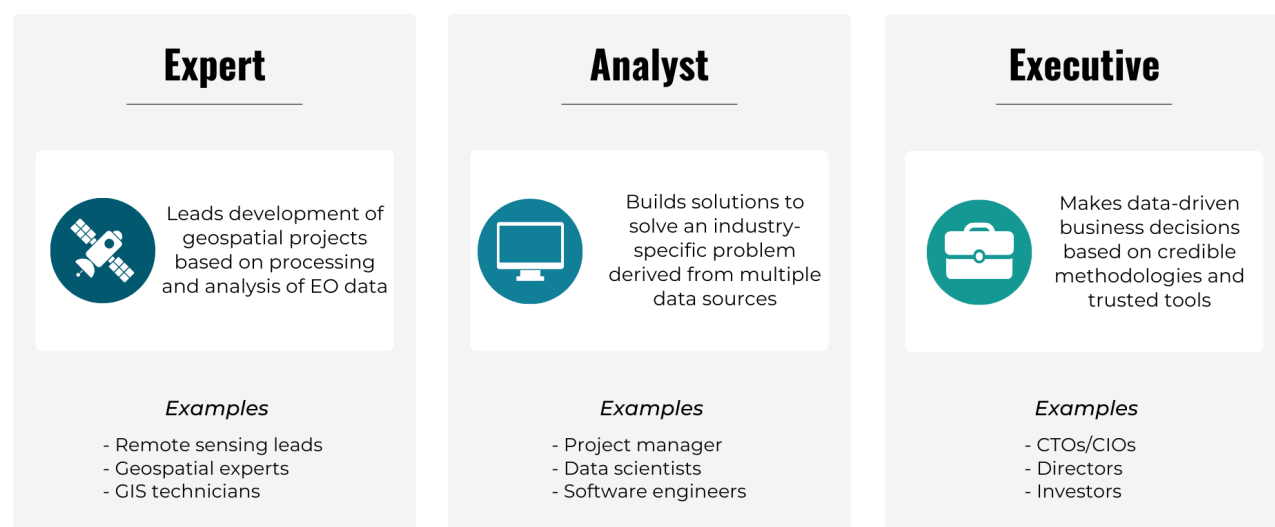 Expert
Leads development of
geospatial projects
based on processing
and analysis of EO data
Examples
- Remote sensing leads
- Geospatial experts
- GIS technicians
Analyst
Builds solutions to
solve an industry-
specific problem
derived from multiple
data sources
Examples
- Project manager
- Data scientists
- Software engineers
Executive
Makes data-driven
business decisions
based on credible
methodologies and
trusted tools
Examples
- CTOs/CIOs
- Directors
- Investors